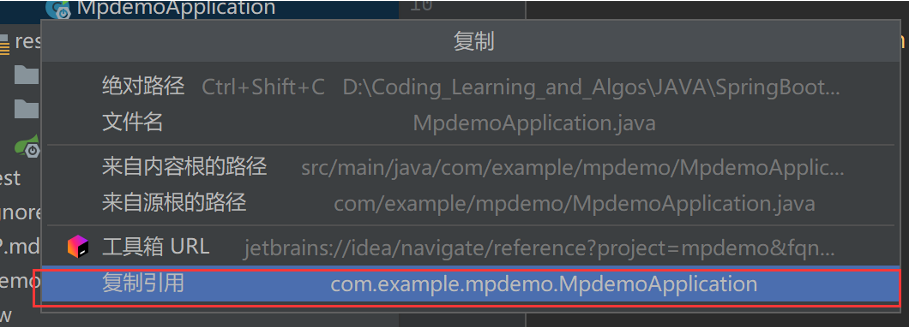 MpdemoApplication
10
res
复制
绝对路径 Ctrl+Shift+C D:\Coding_Learning_and_Algos\JAVA\SpringBoot...
文件名 MpdemoApplication.java
来自内容根的路径 src/main/java/com/example/mpdemo/MpdemoApplic...
est
来自源根的路径 com/example/mpdemo/MpdemoApplication.java
gnore
P.md
工具箱 URL jetbrains://idea/navigate/reference?project=mpdemo&fqn...
emo
复制引用 com.example.mpdemo.MpdemoApplication
w